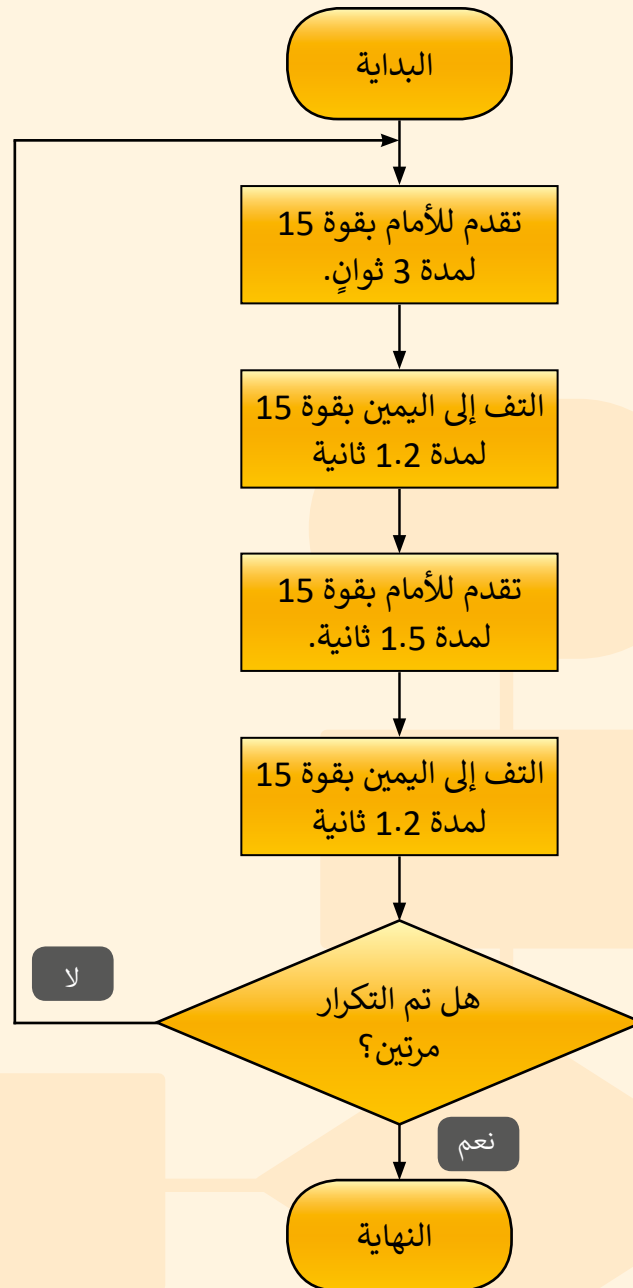 البداية
تقدم للأمام بقوة 15
لمدة 3 ثوانٍ.
التف إلى اليمين بقوة 15
لمدة 1.2 ثانية
تقدم للأمام بقوة 15
لمدة 1.5 ثانية.
التف إلى اليمين بقوة 15
لمدة 1.2 ثانية
لا
هل تم التكرار
مرتين؟
نعم
النهاية